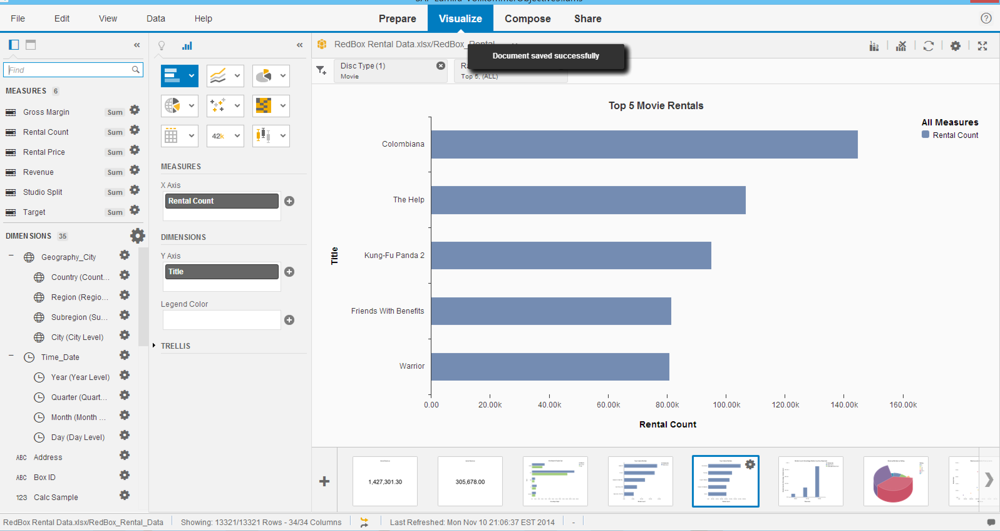 File Edit View Data Help Prepare Visualize Compose Share
RedBox Rental Data.xlsx/RedBox_Rental
Document saved successfully
Find
Disc Type (1)
Movie
Top 5, (ALL)
MEASURES 6
Gross Margin Sum
Rental Count Sum
Rental Price Sum
Revenue Sum
Studio Split Sum
Target Sum
DIMENSIONS 35
Geography_City
Country (Count...
Region (Regio...
Subregion (Su...
City (City Level)
Time_Date
Year (Year Level)
Quarter (Quart...
Month (Month ...
Day (Day Level)
ABC Address
ABC Box ID
123 Calc Sample
42k
MEASURES
X Axis
Rental Count
DIMENSIONS
Y Axis
Title
Legend Color
TRELLIS
Top 5 Movie Rentals
All Measures
Rental Count
Title
Colombiana
The Help
Kung-Fu Panda 2
Friends With Benefits
Warrior
0.00 20.00k 40.00k 60.00k 80.00k 100.00k 120.00k 140.00k 160.00k
Rental Count
1,427,301.30
305,678.00
RedBox Rental Data.xlsx/RedBox_Rental_Data
Showing: 13321/13321 Rows - 34/34 Columns
Last Refreshed: Mon Nov 10 21:06:37 EST 2014
-